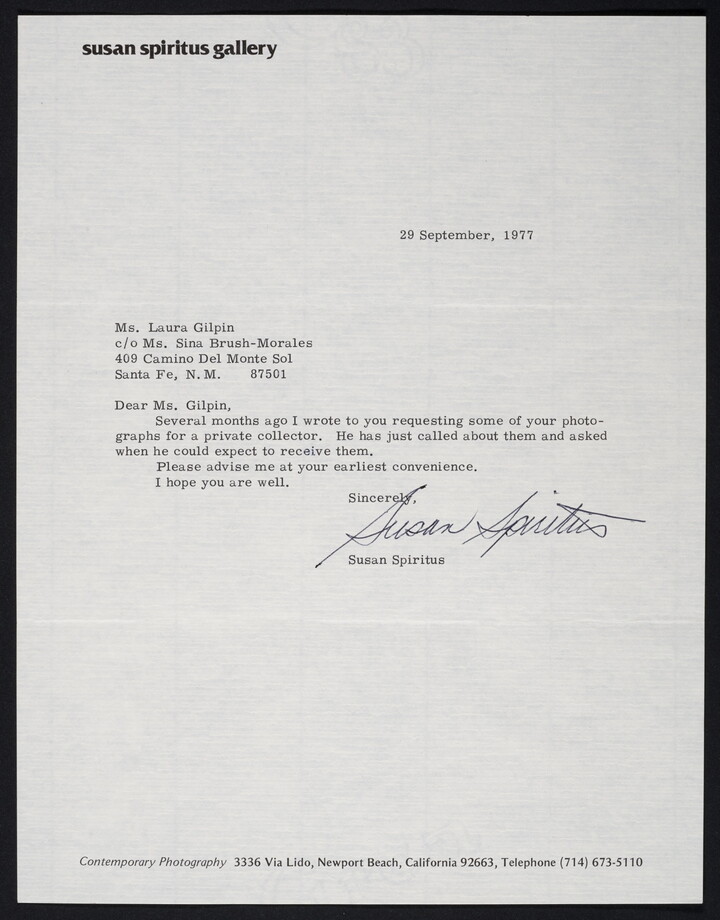 susan spiritus gallery
29 September, 1977
Ms. Laura Gilpin
c/o Ms. Sina Brush-Morales
409 Camino Del Monte Sol
Santa Fe, N.M. 87501
Dear Ms. Gilpin,
Several months ago I wrote to you requesting some of your photo-
graphs for a private collector. He has just called about them and asked
when he could expect to receive them.
Please advise me at your earliest convenience.
I hope you are well.
Sincerely,
Susan Spiritus
Susan Spiritus
Contemporary Photography 3336 Via Lido, Newport Beach, California 92663, Telephone (714) 673-5110